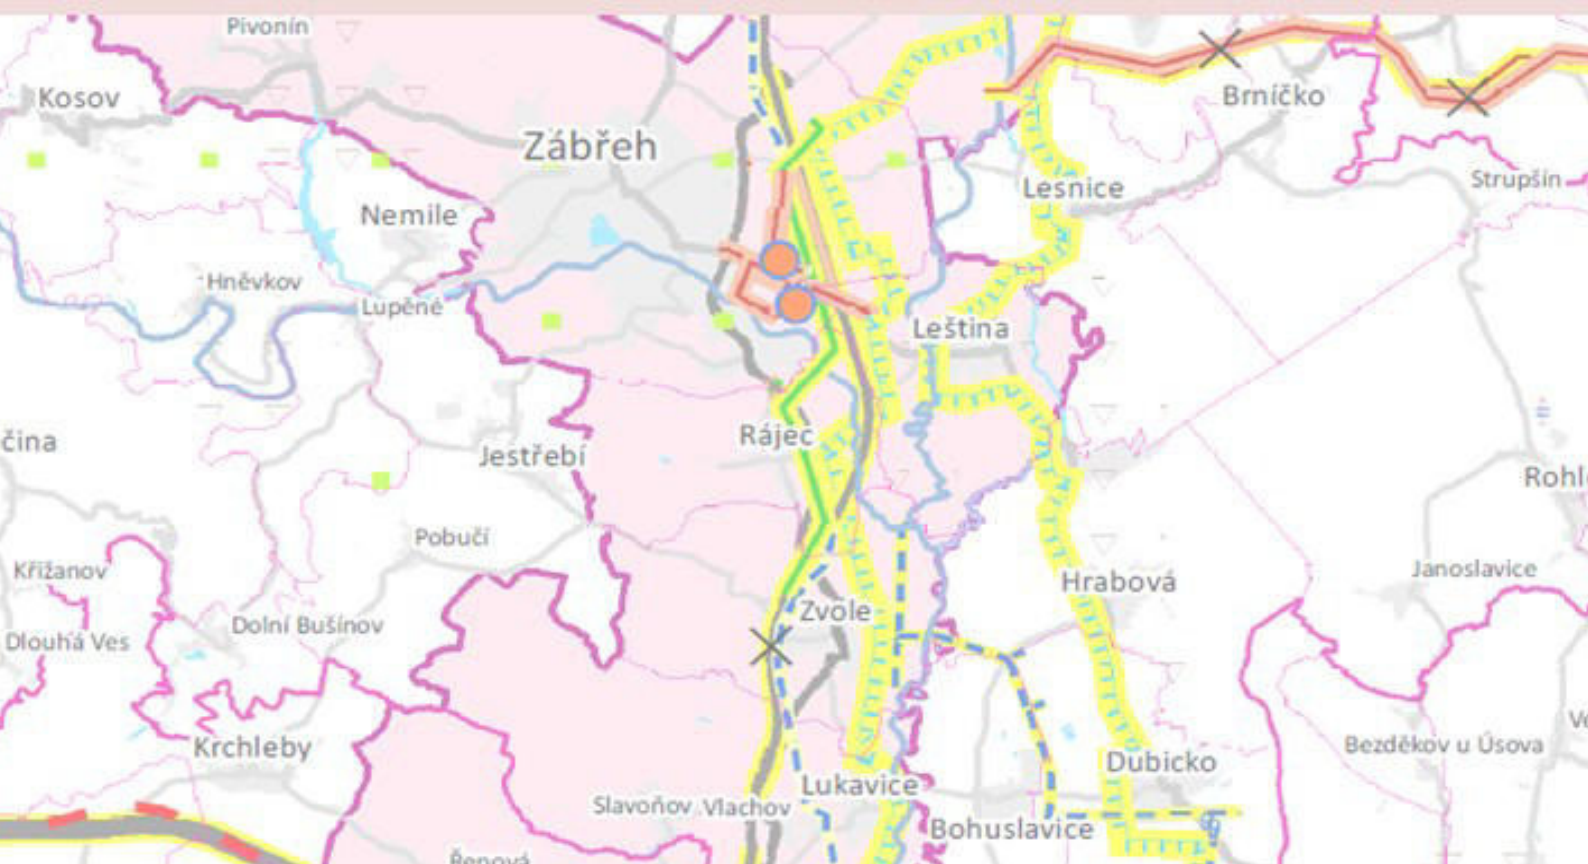 Pivonín
Kosov
Brníčko
Zábřeh
Strupšín
Lesnice
Nemile
Hněvkov
Lupěné
Leština
Rájec
čina
Jestřebí
Rohl
Pobučí
Křižanov
Janoslavice
Hrabová
Zvole
Dolní Bušínov
Dlouhá Ves
Krchleby
Bezděkov u Úsova
Dubicko
Lukavice
Slavoňov
Vlachov
Bohuslavice